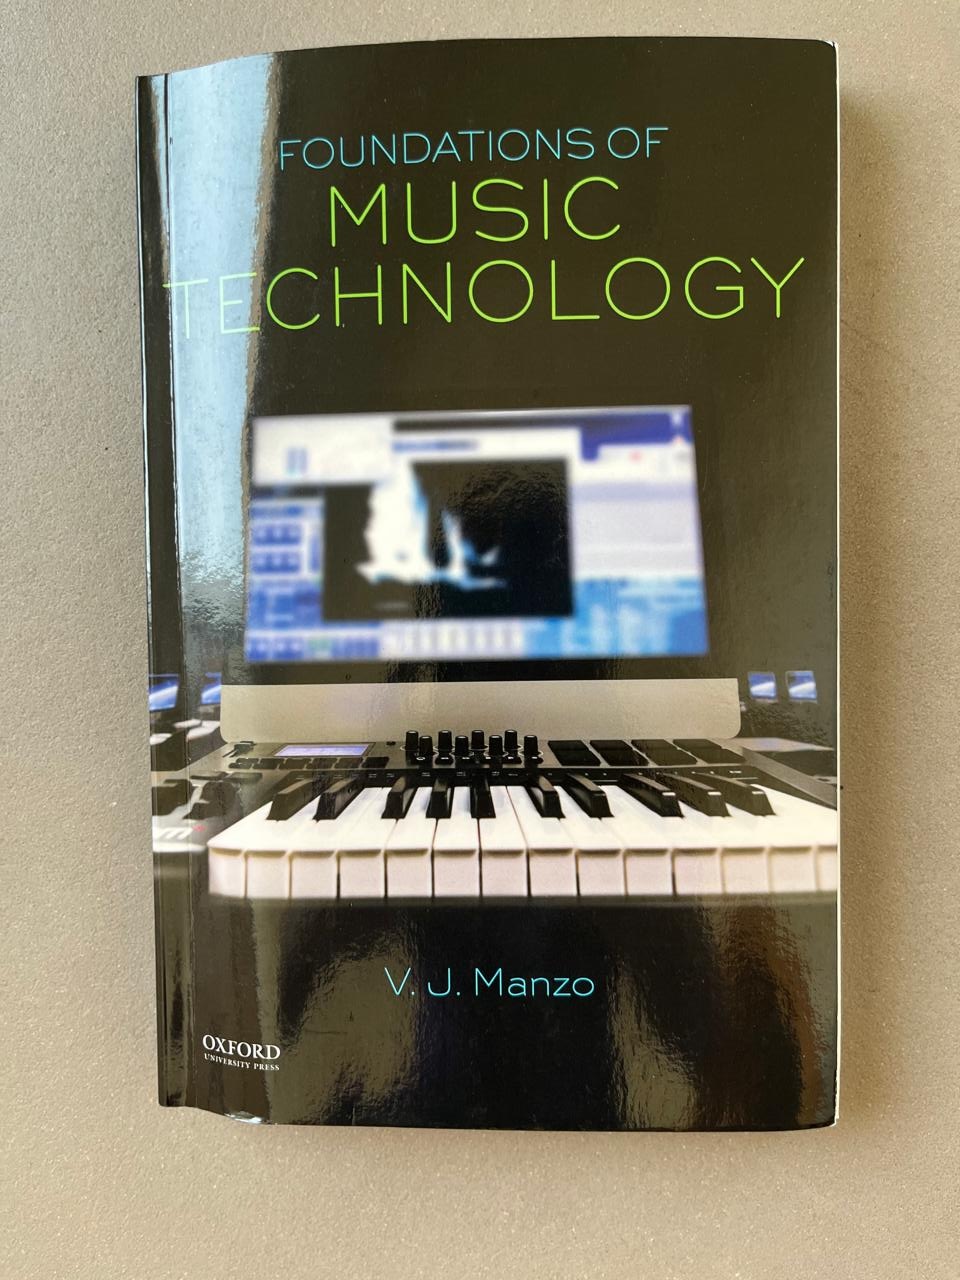 FOUNDATIONS OF
MUSIC
TECHNOLOGY
V. J. Manzo
OXFORD
UNIVERSITY PRESS